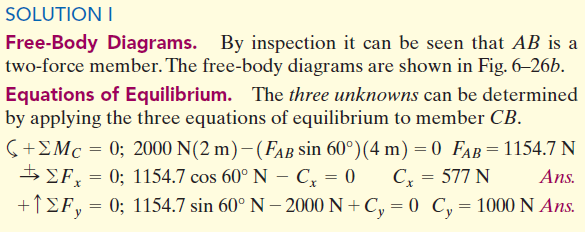 SOLUTION I
Free-Body Diagrams. By inspection it can be seen that AB is a
two-force member. The free-body diagrams are shown in Fig. 6–26b.
Equations of Equilibrium. The three unknowns can be determined
by applying the three equations of equilibrium to member CB.
↺+ΣM_C = 0; 2000 N(2 m) − (F_AB sin 60°)(4 m) = 0 F_AB = 1154.7 N
⥱ ΣF_x = 0; 1154.7 cos 60° N − C_x = 0 C_x = 577 N Ans.
+↑ΣF_y = 0; 1154.7 sin 60° N − 2000 N + C_y = 0 C_y = 1000 N Ans.